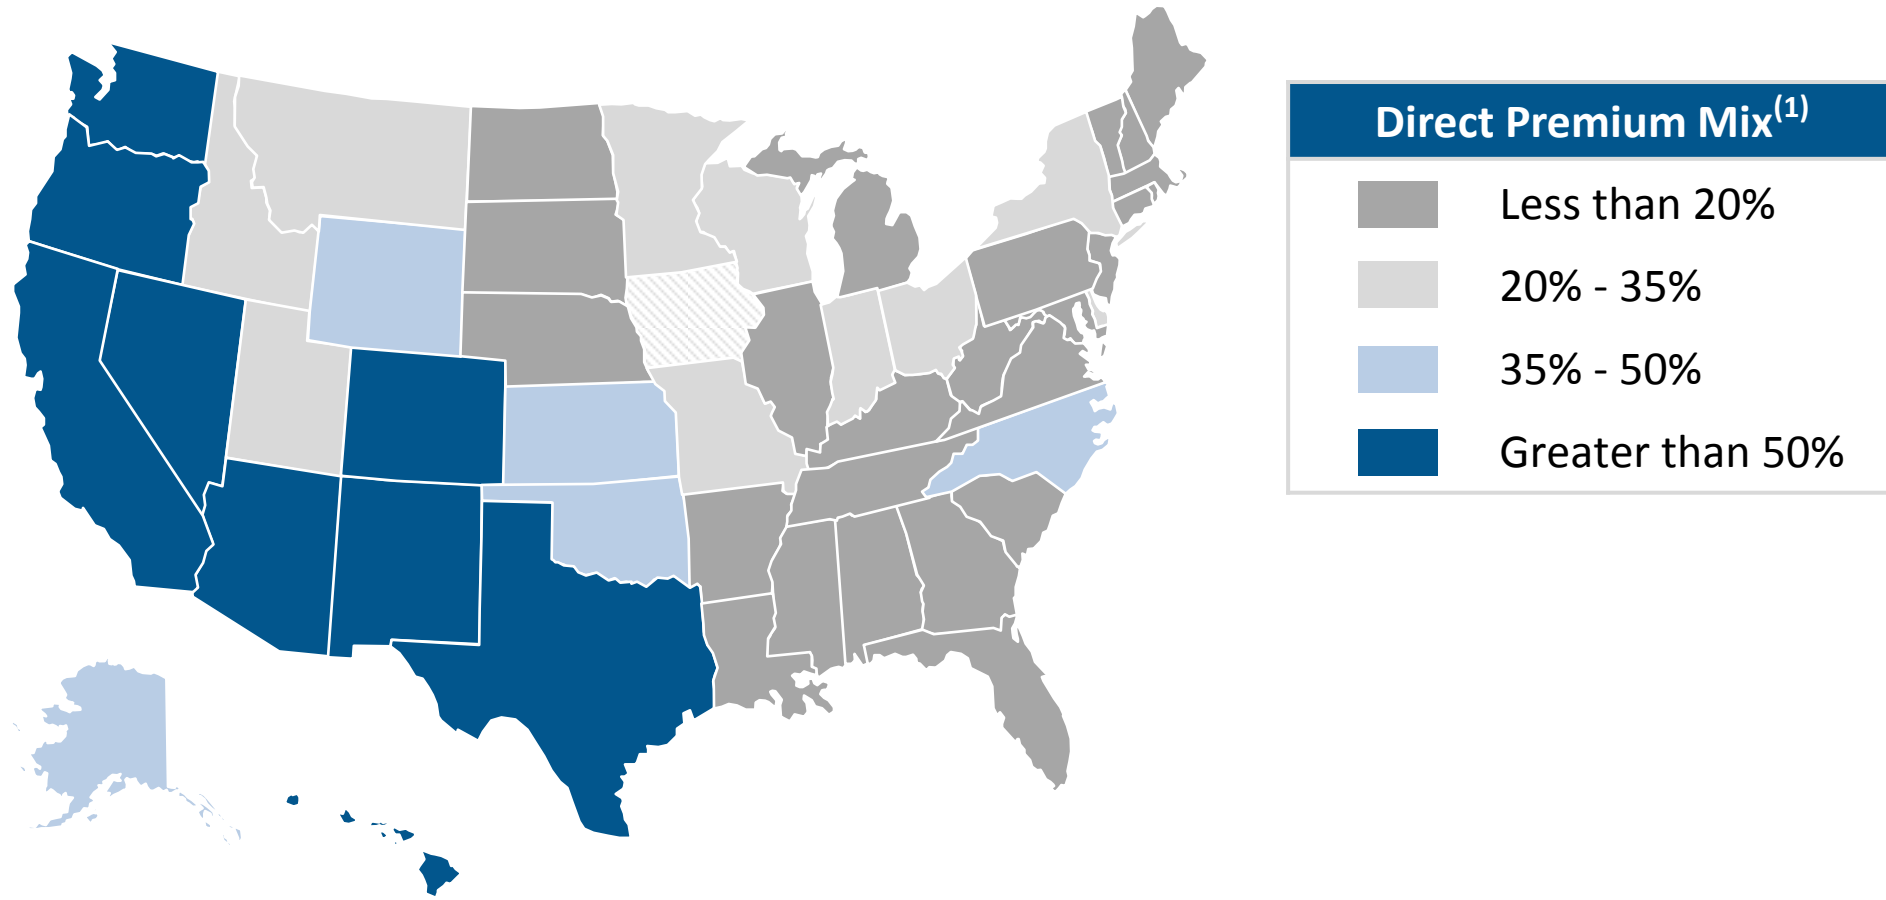 Direct Premium Mix(1)
Less than 20%
20% - 35%
35% - 50%
Greater than 50%